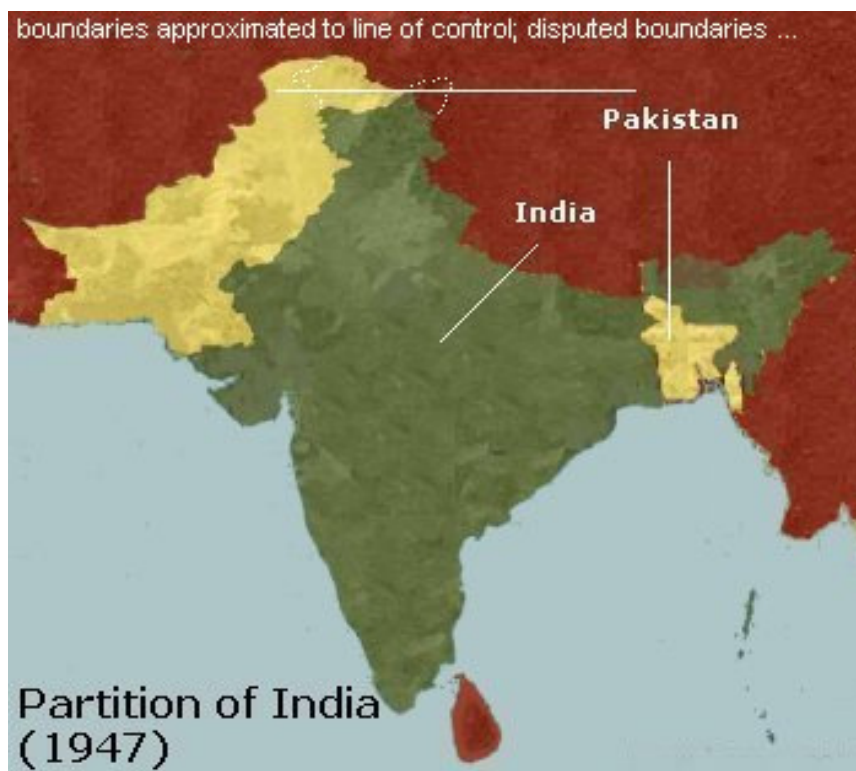 boundaries approximated to line of control; disputed boundaries ...
Pakistan
India
Partition of India
(1947)